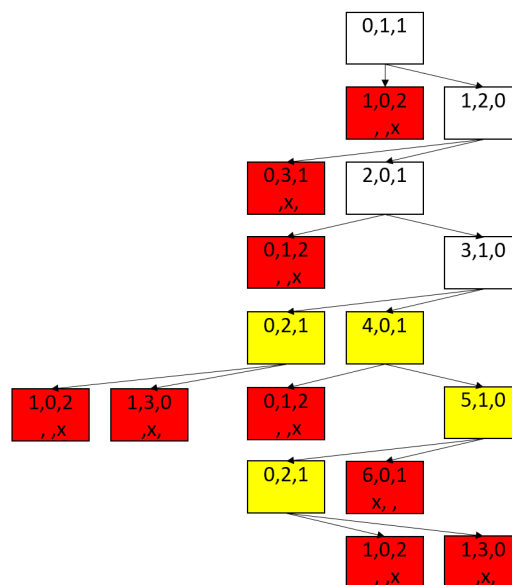 0,1,1
1,0,2
, ,x
1,2,0
0,3,1
,x,
2,0,1
0,1,2
, ,x
3,1,0
0,2,1
4,0,1
1,0,2
, ,x
1,3,0
,x,
0,1,2
, ,x
5,1,0
0,2,1
6,0,1
x, ,
1,0,2
, ,x
1,3,0
,x,